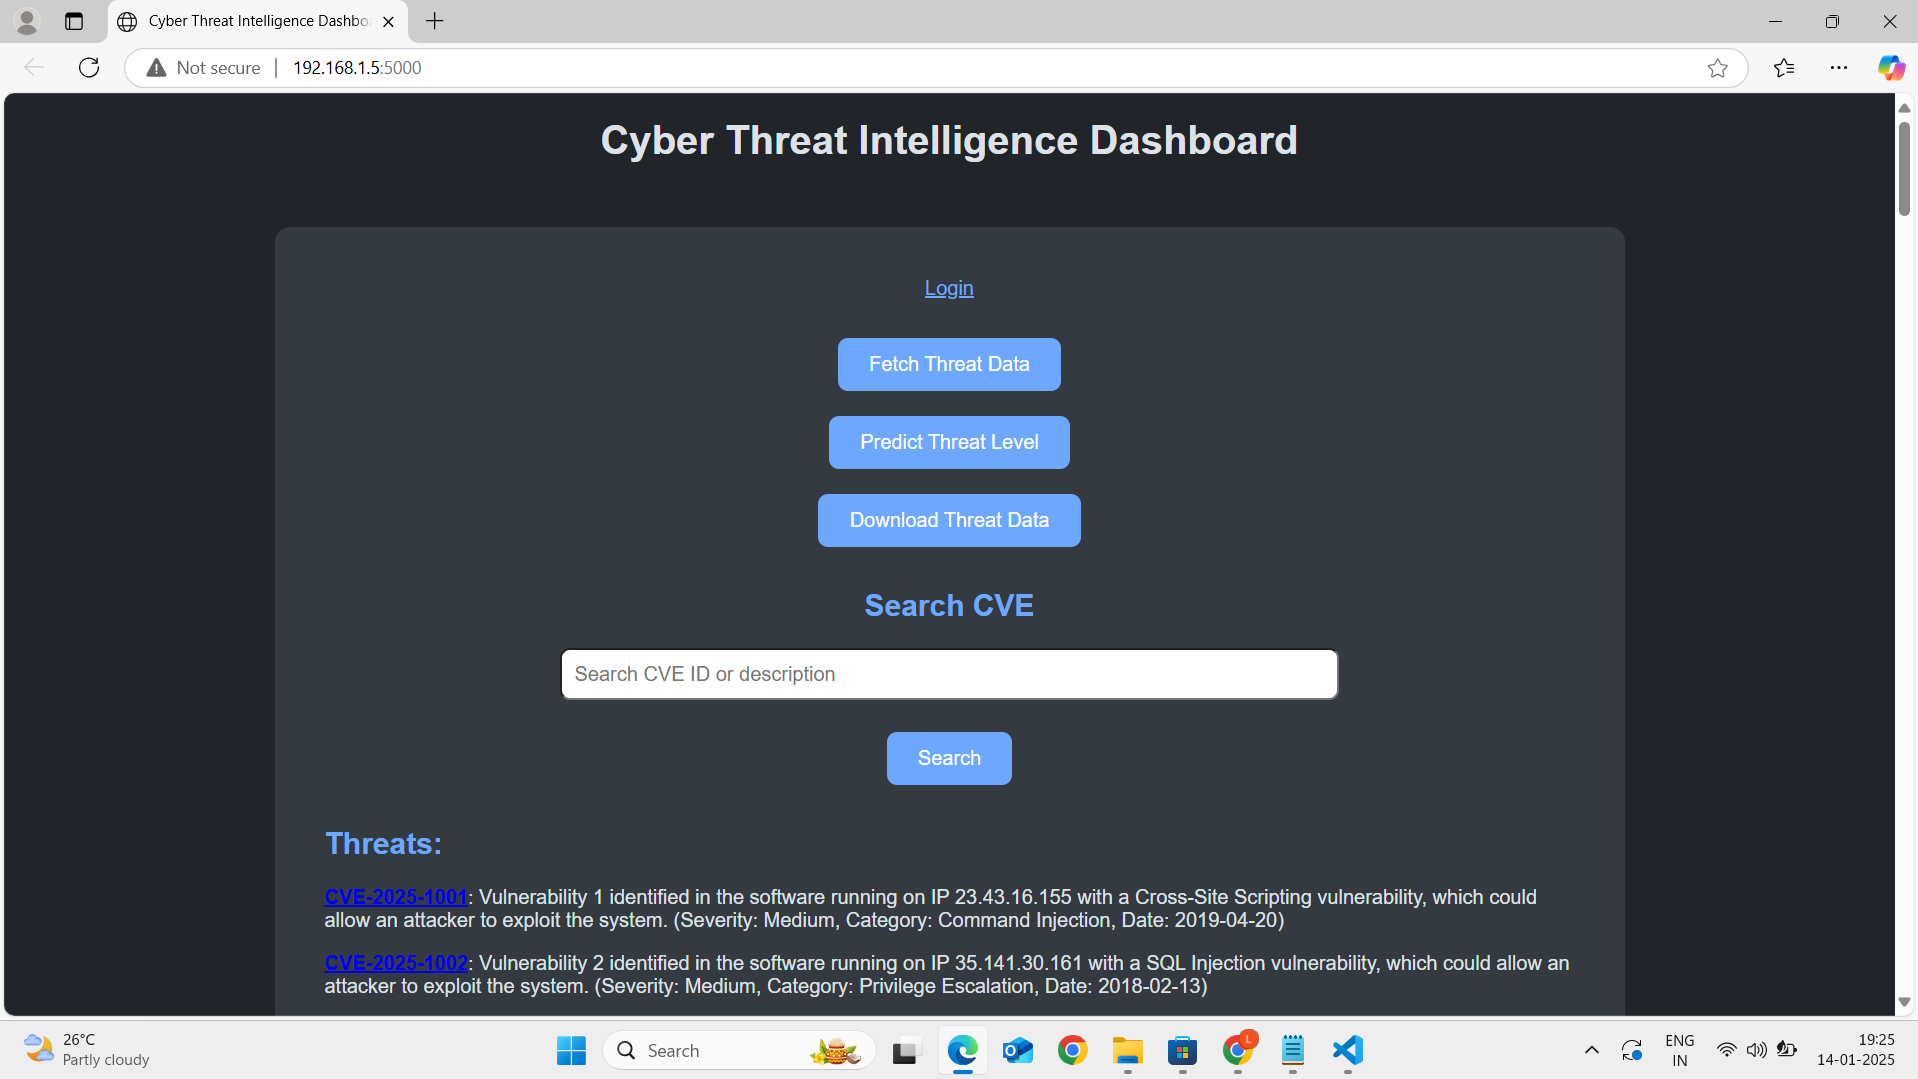 Cyber Threat Intelligence Dashbo
Not secure
192.168.1.5:5000
Cyber Threat Intelligence Dashboard
Login
Fetch Threat Data
Predict Threat Level
Download Threat Data
Search CVE
Search CVE ID or description
Search
Threats:
CVE-2025-1001: Vulnerability 1 identified in the software running on IP 23.43.16.155 with a Cross-Site Scripting vulnerability, which could
allow an attacker to exploit the system. (Severity: Medium, Category: Command Injection, Date: 2019-04-20)
CVE-2025-1002: Vulnerability 2 identified in the software running on IP 35.141.30.161 with a SQL Injection vulnerability, which could allow an
attacker to exploit the system. (Severity: Medium, Category: Privilege Escalation, Date: 2018-02-13)
26°C
Partly cloudy
Search
L
ENG
IN
19:25
14-01-2025